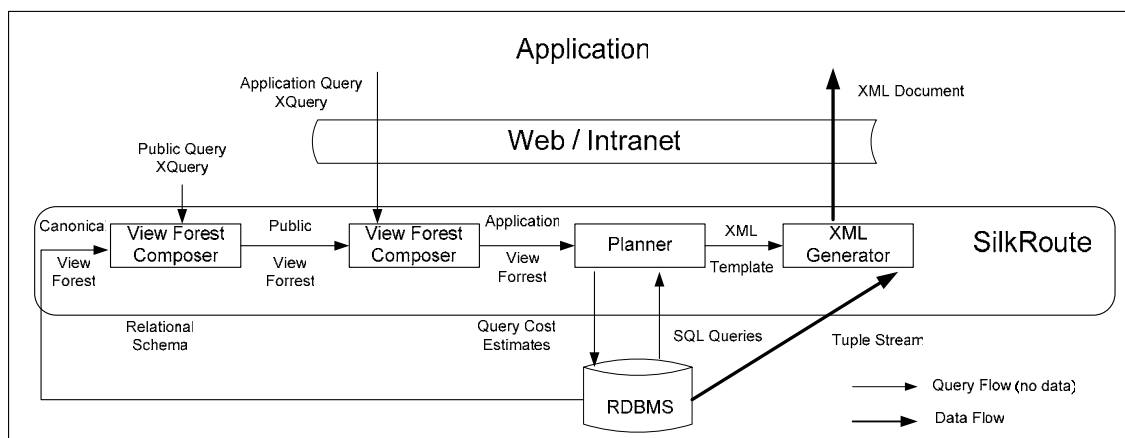 Application
Application Query
XQuery
XML Document
Web / Intranet
Public Query
XQuery
Canonical
View
Forest
View Forest
Composer
Public
View
Forest
View Forest
Composer
Application
View
Forrest
Planner
XML
Template
XML
Generator
SilkRoute
Relational
Schema
Query Cost
Estimates
SQL Queries
Tuple Stream
RDBMS
Query Flow (no data)
Data Flow